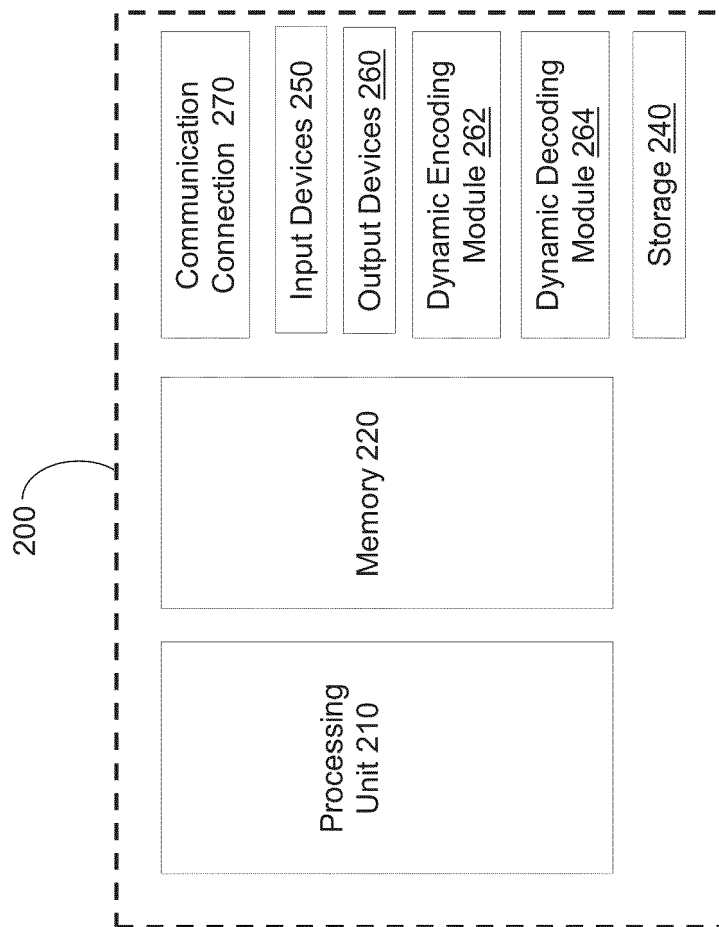 200
Processing
Unit 210
Memory 220
Communication
Connection 270
Input Devices 250
Output Devices 260
Dynamic Encoding
Module 262
Dynamic Decoding
Module 264
Storage 240